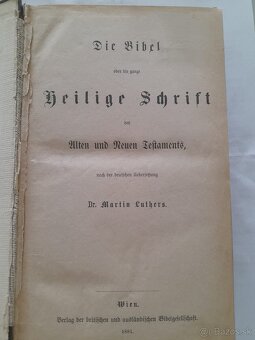 Die Bibel
oder die ganze
Heilige Schrift
des
Alten und Neuen Testaments,
nach der deutschen Uebersetzung
Dr. Martin Luthers.
Wien.
Verlag der britischen und ausländischen Bibelgesellschaft.